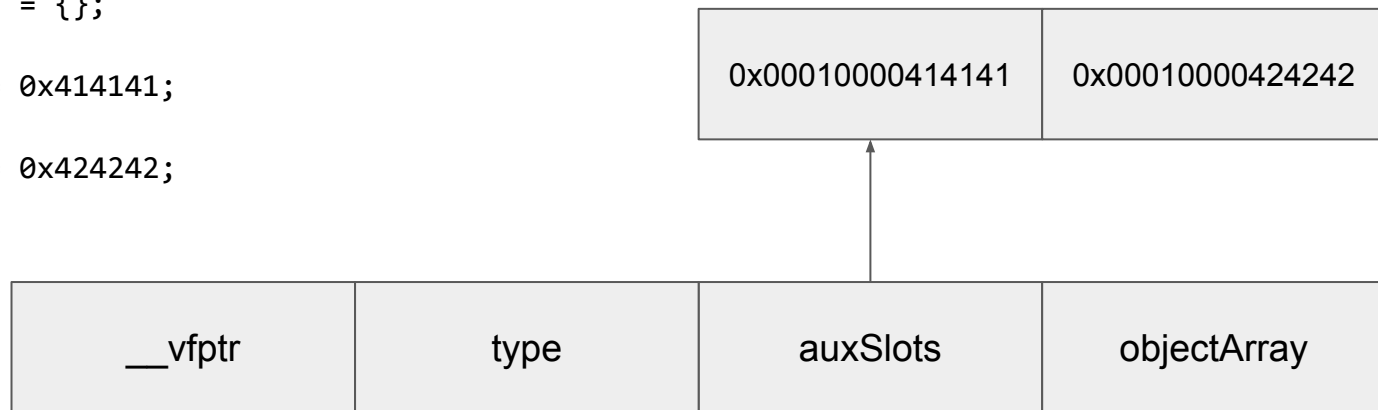 = {};
0x414141;
0x424242;
0x00010000414141 0x00010000424242
__vfptr type auxSlots objectArray